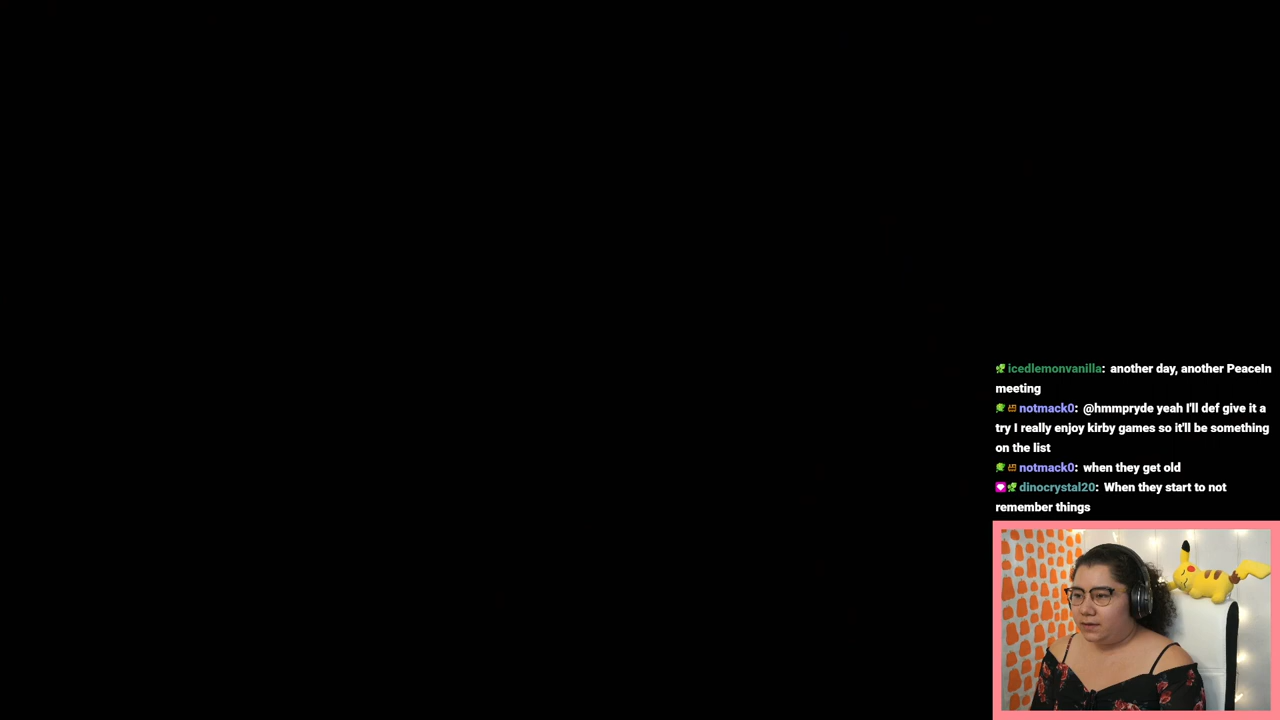 icedlemonvanilla: another day, another PeaceIn
meeting
notmack0: @hmmpryde yeah I'll def give it a
try I really enjoy kirby games so it'll be something
on the list
notmack0: when they get old
dinocrystal20: When they start to not
remember things